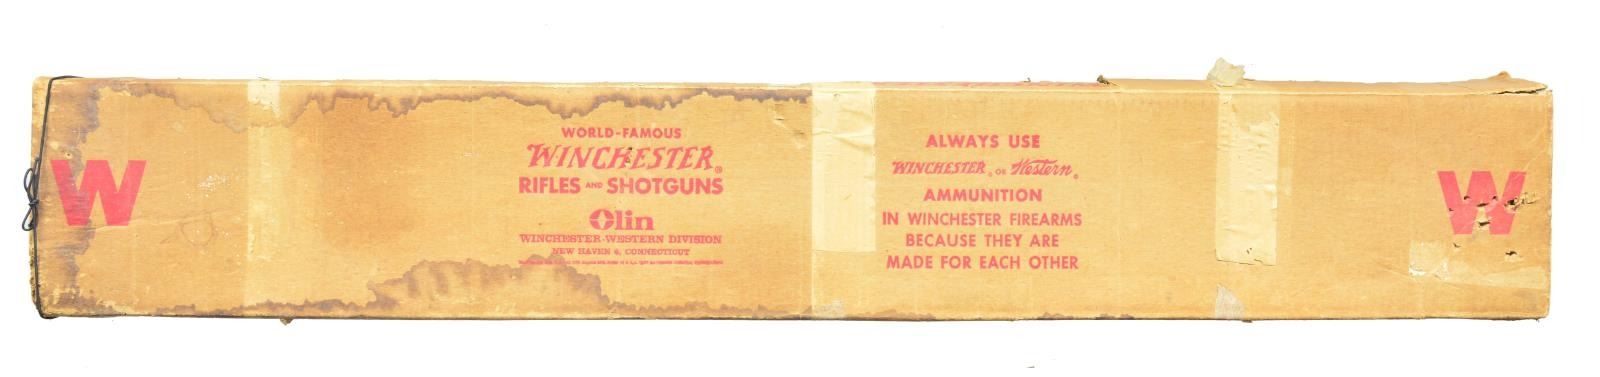 W
WORLD-FAMOUS
WINCHESTER®
RIFLES AND SHOTGUNS
Olin
WINCHESTER-WESTERN DIVISION
NEW HAVEN 4, CONNECTICUT
ALWAYS USE
WINCHESTER® OR Western®
AMMUNITION
IN WINCHESTER FIREARMS
BECAUSE THEY ARE
MADE FOR EACH OTHER
W